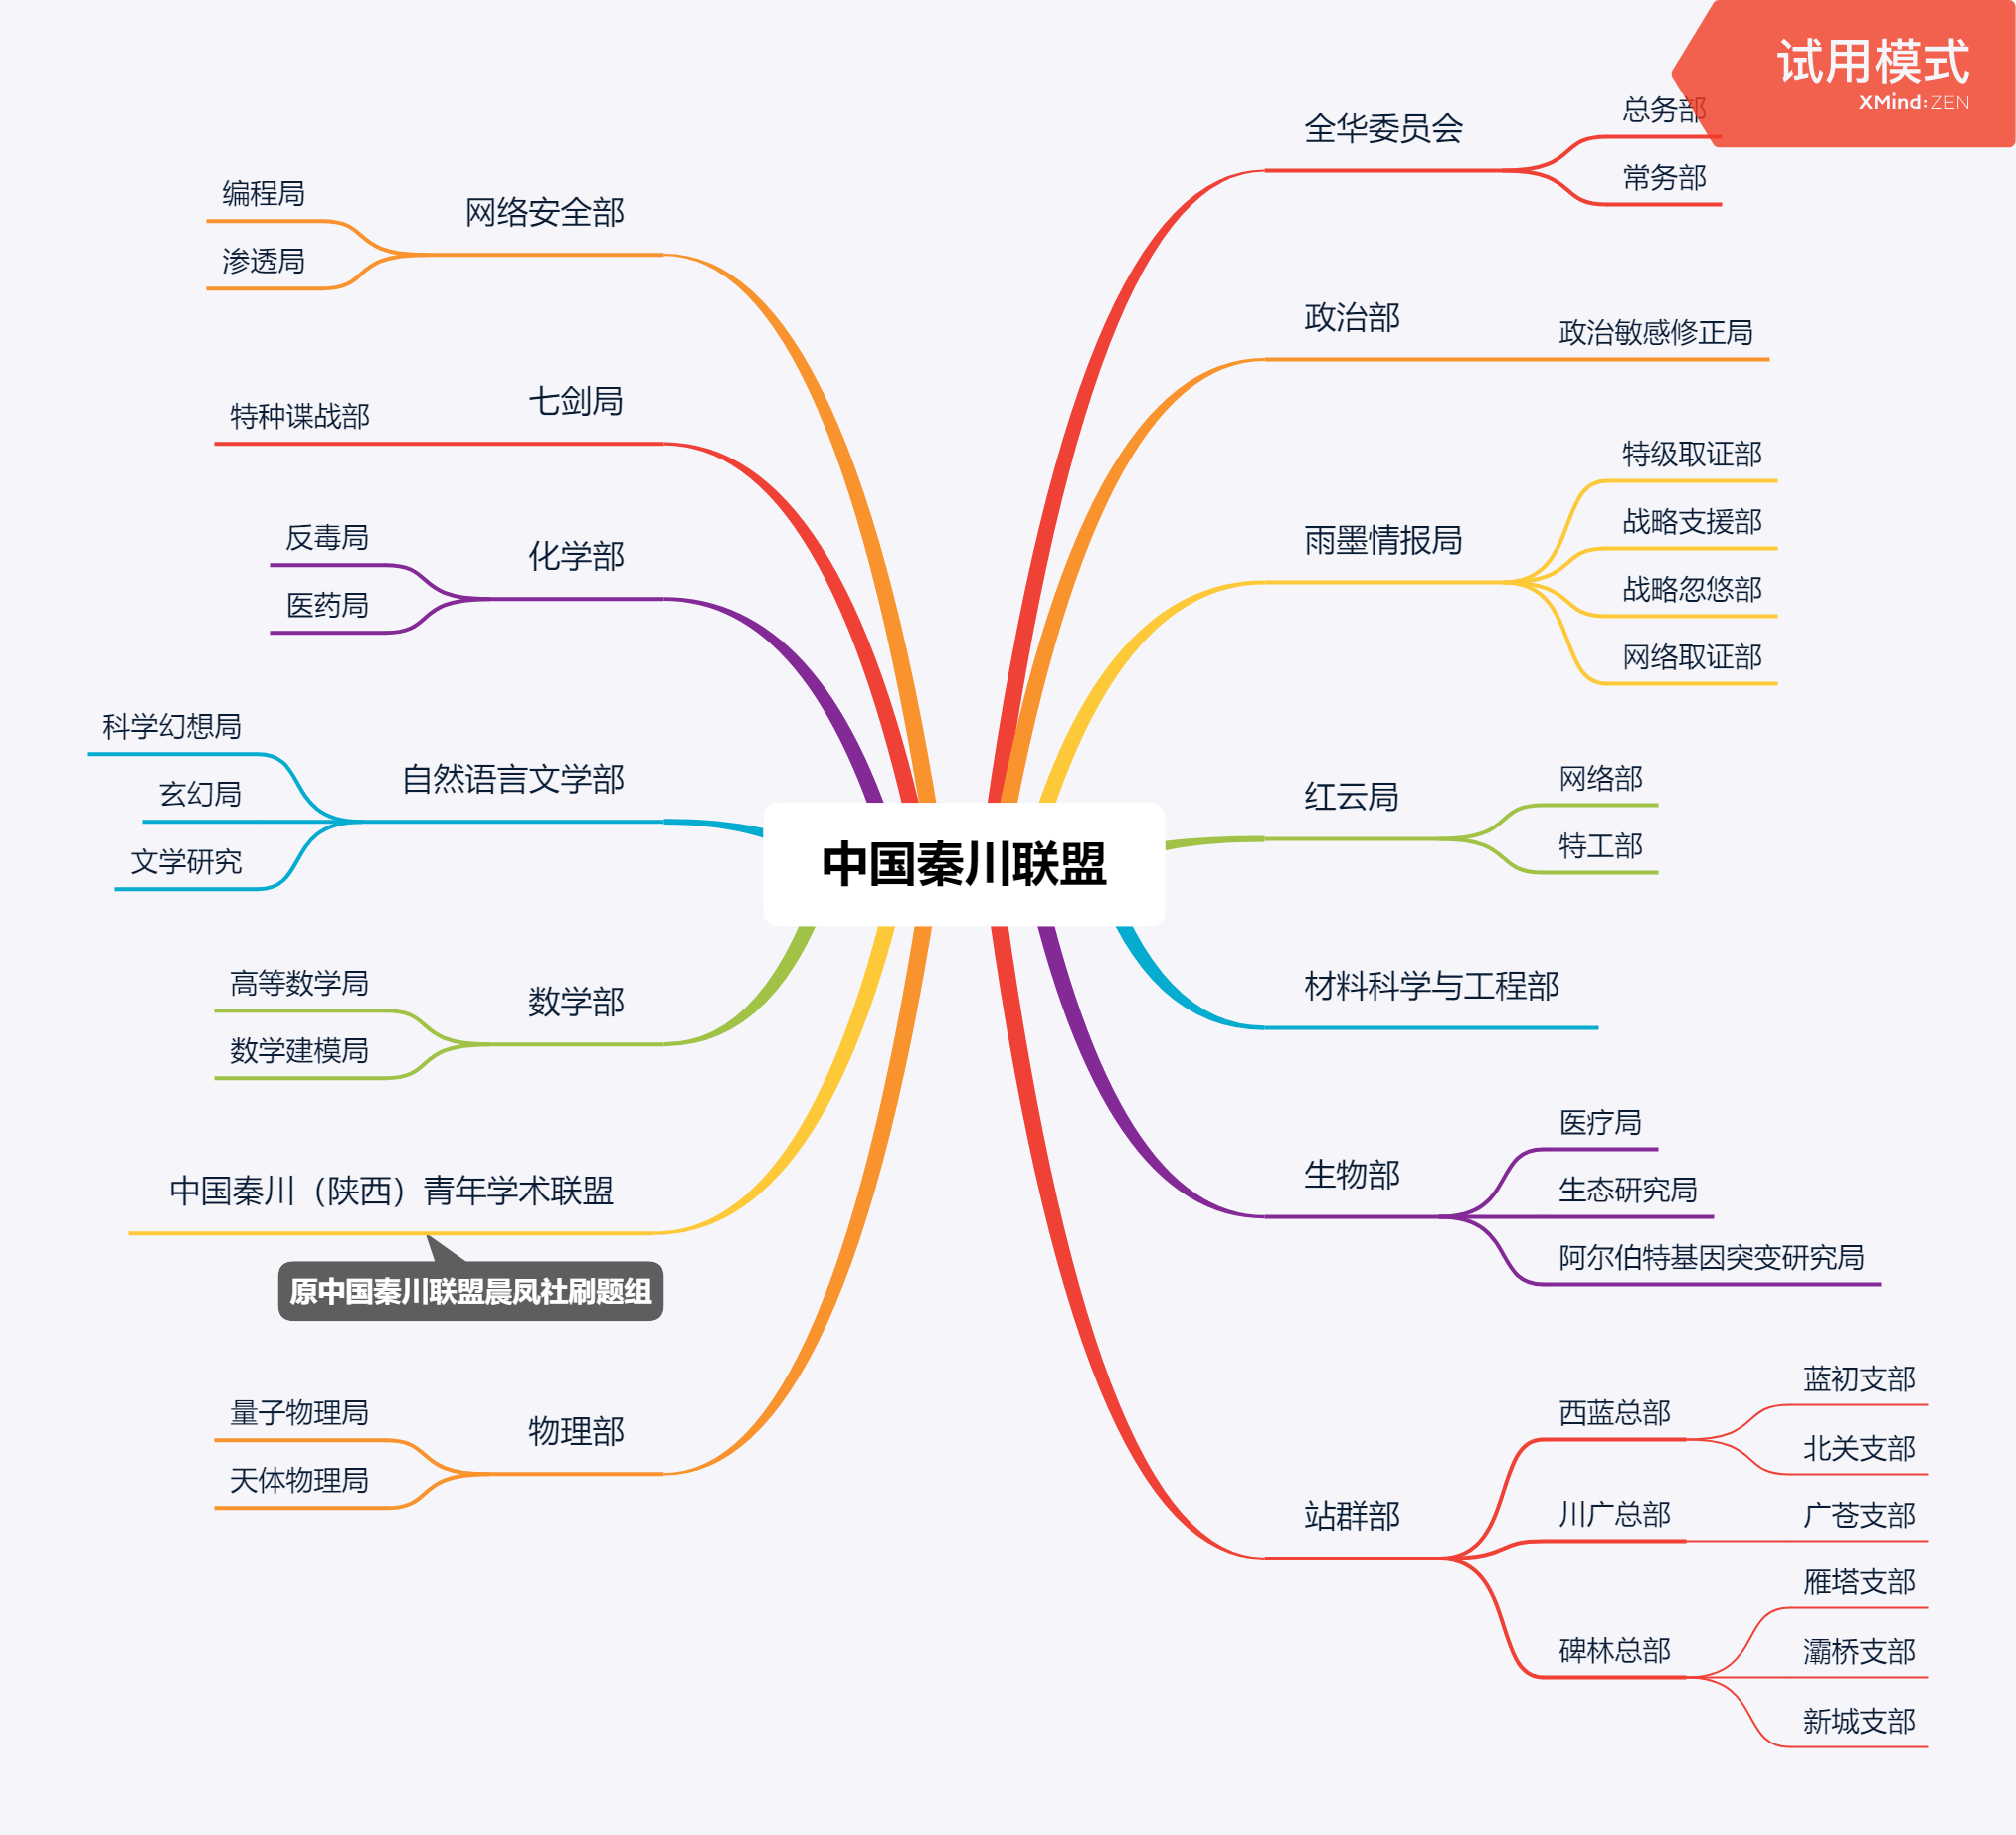 试用模式
XMind:ZEN
中国秦川联盟
全华委员会
总务部
常务部
政治部
政治敏感修正局
雨墨情报局
特级取证部
战略支援部
战略忽悠部
网络取证部
红云局
网络部
特工部
材料科学与工程部
生物部
医疗局
生态研究局
阿尔伯特基因突变研究局
站群部
西蓝总部
蓝初支部
北关支部
川广总部
广苍支部
碑林总部
雁塔支部
灞桥支部
新城支部
网络安全部
编程局
渗透局
七剑局
特种谍战部
化学部
反毒局
医药局
自然语言文学部
科学幻想局
玄幻局
文学研究
数学部
高等数学局
数学建模局
中国秦川（陕西）青年学术联盟
原中国秦川联盟晨凤社刷题组
物理部
量子物理局
天体物理局